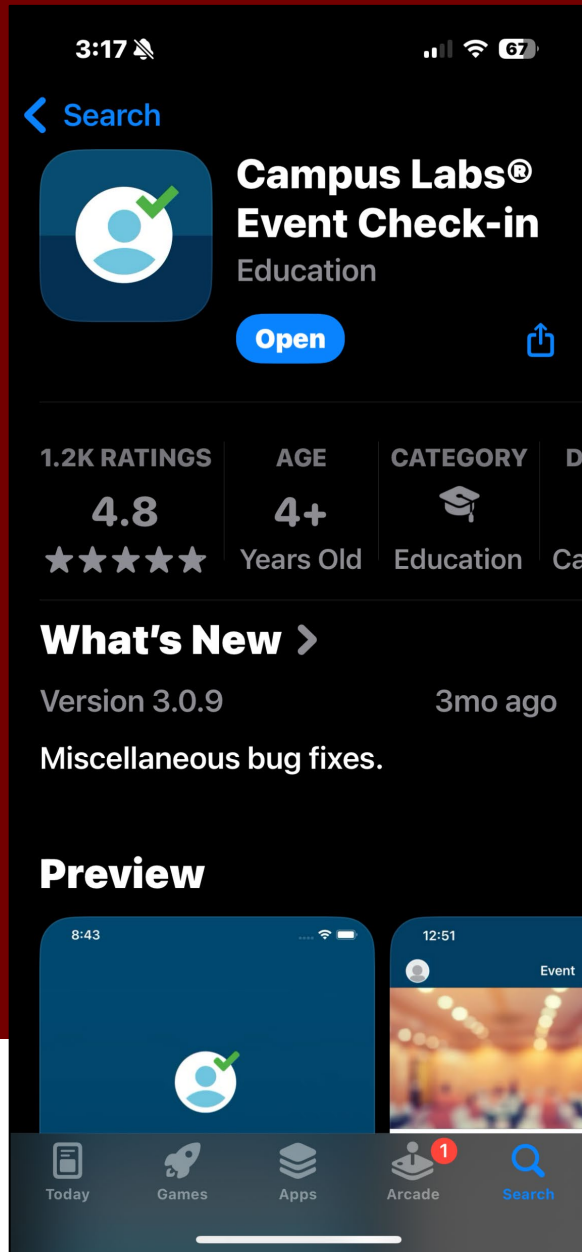 3:17
67
Search
Campus Labs®
Event Check-in
Education
Open
1.2K RATINGS AGE CATEGORY D
4.8 4+
Years Old Education Ca
What's New
Version 3.0.9 3mo ago
Miscellaneous bug fixes.
Preview
8:43 12:51
Event
1
Today Games Apps Arcade Search